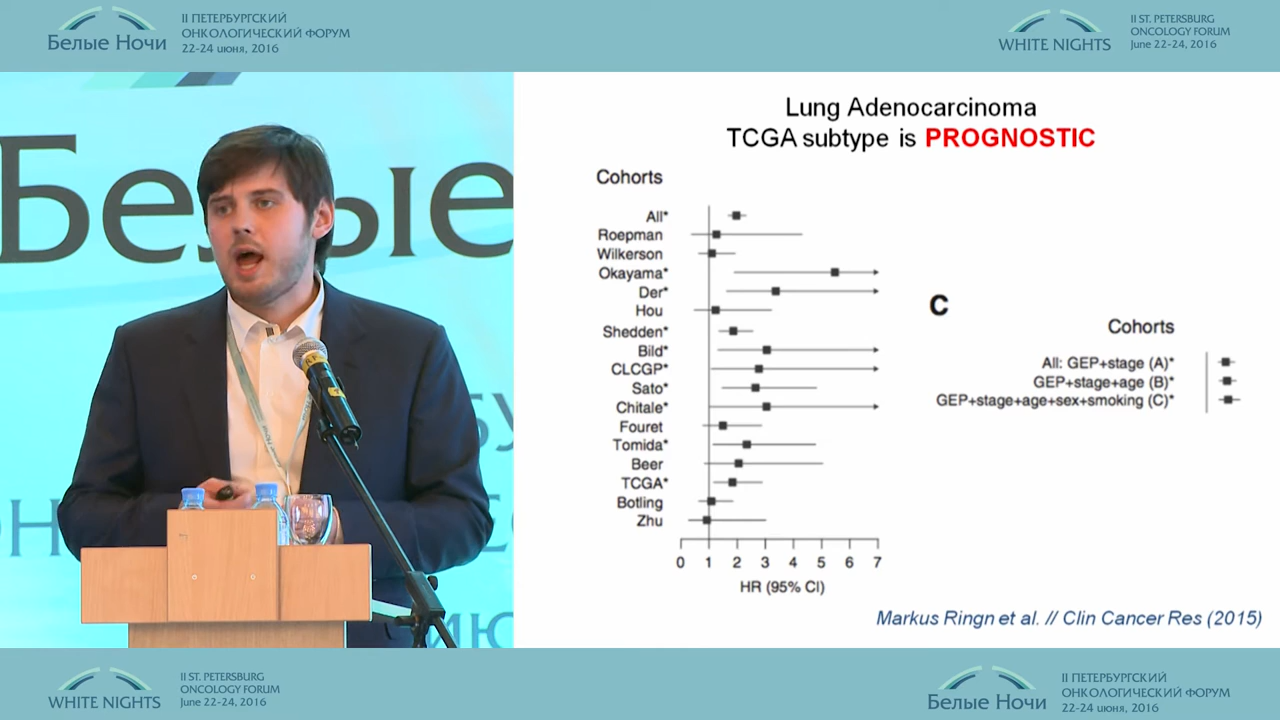 Белые Ночи
II ПЕТЕРБУРГСКИЙ
ОНКОЛОГИЧЕСКИЙ ФОРУМ
22-24 июня, 2016
WHITE NIGHTS
II ST. PETERSBURG
ONCOLOGY FORUM
June 22-24, 2016
Белые
Lung Adenocarcinoma
TCGA subtype is PROGNOSTIC
Cohorts
All*
Roepman
Wilkerson
Okayama*
Der*
Hou
Shedden*
Bild*
CLCGP*
Sato*
Chitale*
Fouret
Tomida*
Beer
TCGA*
Botling
Zhu
0 1 2 3 4 5 6 7
HR (95% CI)
C
Cohorts
All: GEP+stage (A)*
GEP+stage+age (B)*
GEP+stage+age+sex+smoking (C)*
Markus Ringn et al. // Clin Cancer Res (2015)
WHITE NIGHTS
II ST. PETERSBURG
ONCOLOGY FORUM
June 22-24, 2016
Белые Ночи
II ПЕТЕРБУРГСКИЙ
ОНКОЛОГИЧЕСКИЙ ФОРУМ
22-24 июня, 2016